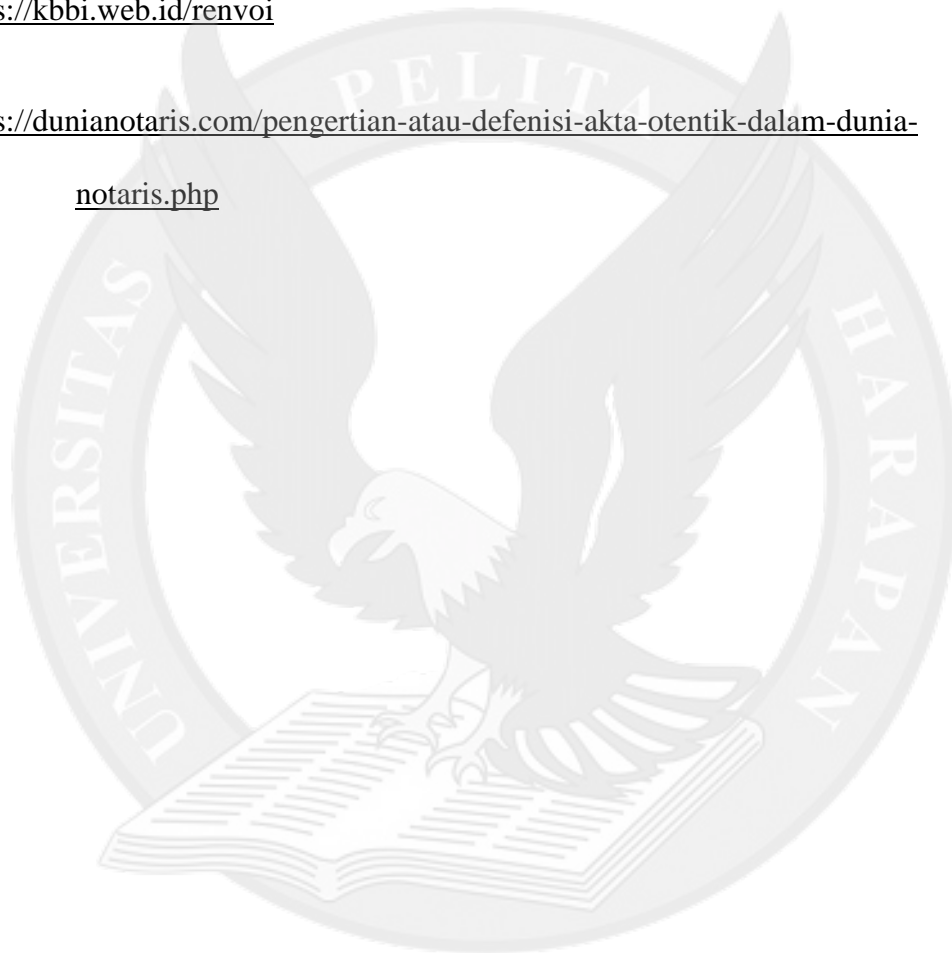 s://kbbi.web.id/renvoi
s://dunianotaris.com/pengertian-atau-defenisi-akta-otentik-dalam-dunia-
notaris.php
UNIVERSITAS PELITA HARAPAN